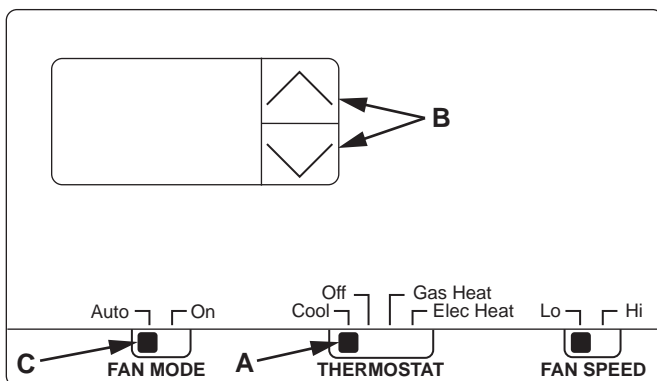 B
Off Gas Heat
Auto On Cool Elec Heat Lo Hi
C FAN MODE A THERMOSTAT FAN SPEED